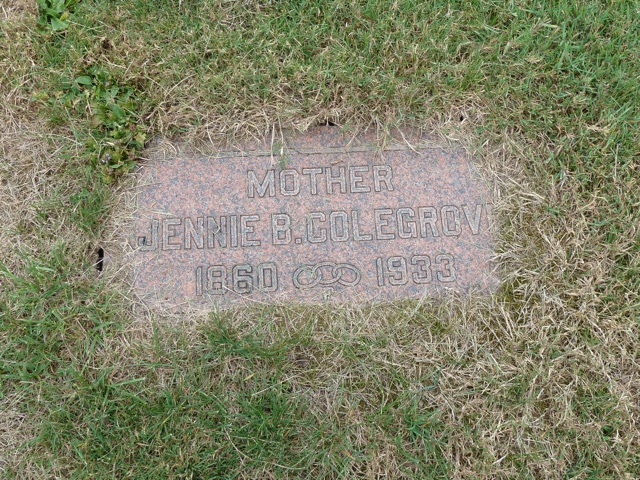 MOTHER
JENNIE B. COLEGROV
1860 1933